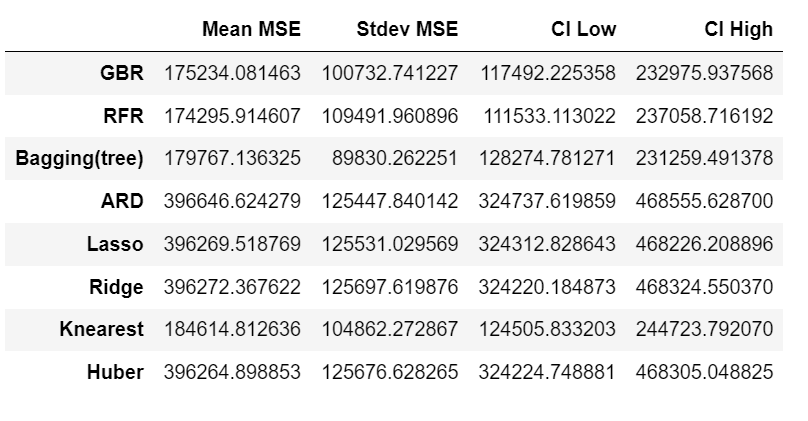 Mean MSE Stdev MSE CI Low CI High
GBR 175234.081463 100732.741227 117492.225358 232975.937568
RFR 174295.914607 109491.960896 111533.113022 237058.716192
Bagging(tree) 179767.136325 89830.262251 128274.781271 231259.491378
ARD 396646.624279 125447.840142 324737.619859 468555.628700
Lasso 396269.518769 125531.029569 324312.828643 468226.208896
Ridge 396272.367622 125697.619876 324220.184873 468324.550370
Knearest 184614.812636 104862.272867 124505.833203 244723.792070
Huber 396264.898853 125676.628265 324224.748881 468305.048825